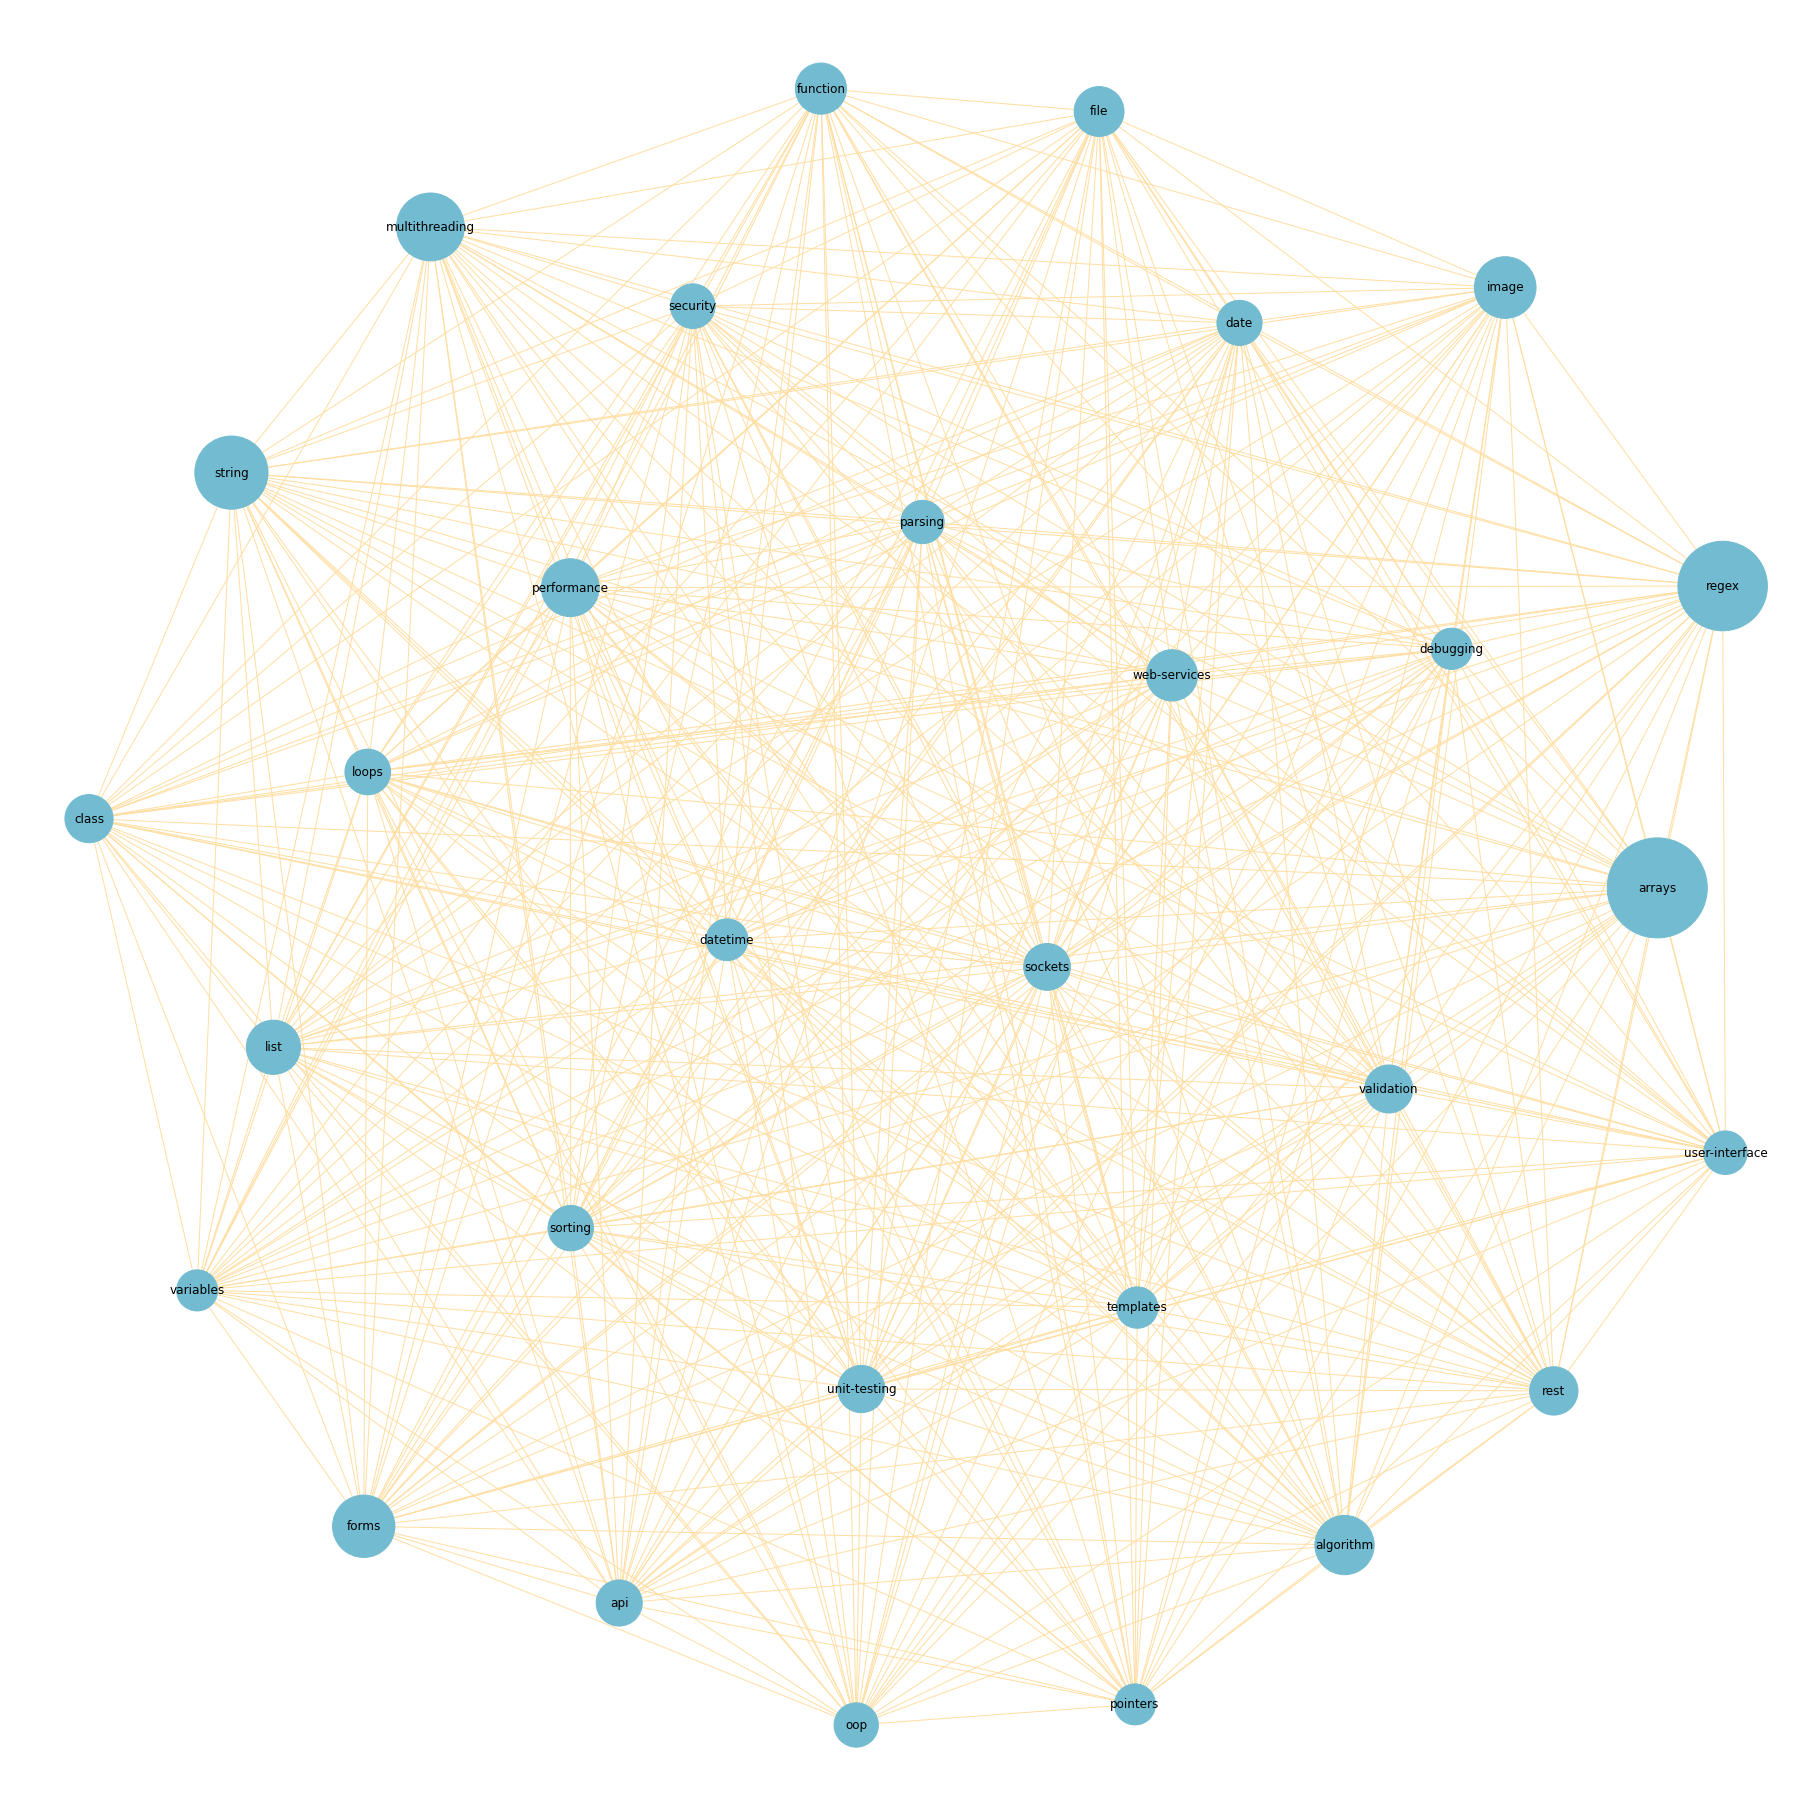 function
file
multithreading
image
security
date
string
parsing
regex
performance
debugging
web-services
loops
class
arrays
datetime
sockets
list
validation
user-interface
sorting
variables
templates
unit-testing
rest
forms
algorithm
api
pointers
oop